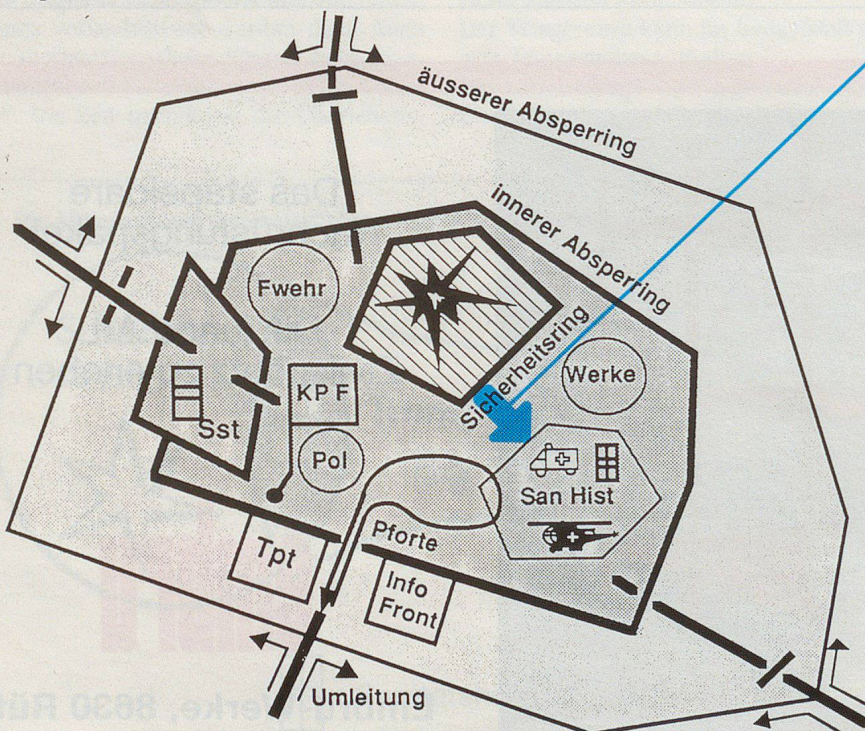 äusserer Absperring
innerer Absperring
Fwehr
Sicherheitsring
Werke
KP F
Sst
Pol
San Hist
Pforte
Tpt
Info
Front
Umleitung